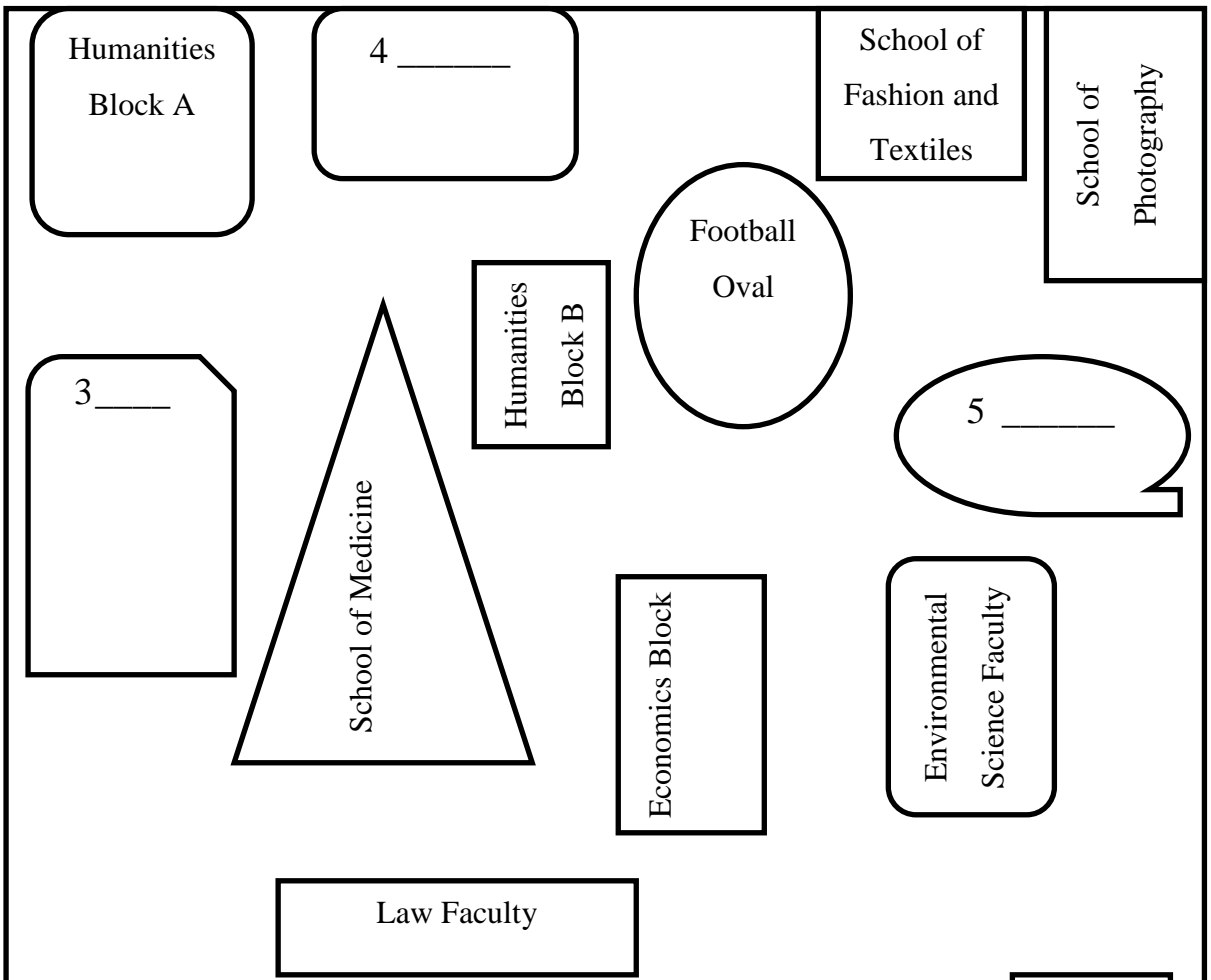 Humanities
Block A
4 ______
School of
Fashion and
Textiles
School of
Photography
Football
Oval
Humanities
Block B
3____
5 ______
School of Medicine
Economics Block
Environmental
Science Faculty
Law Faculty